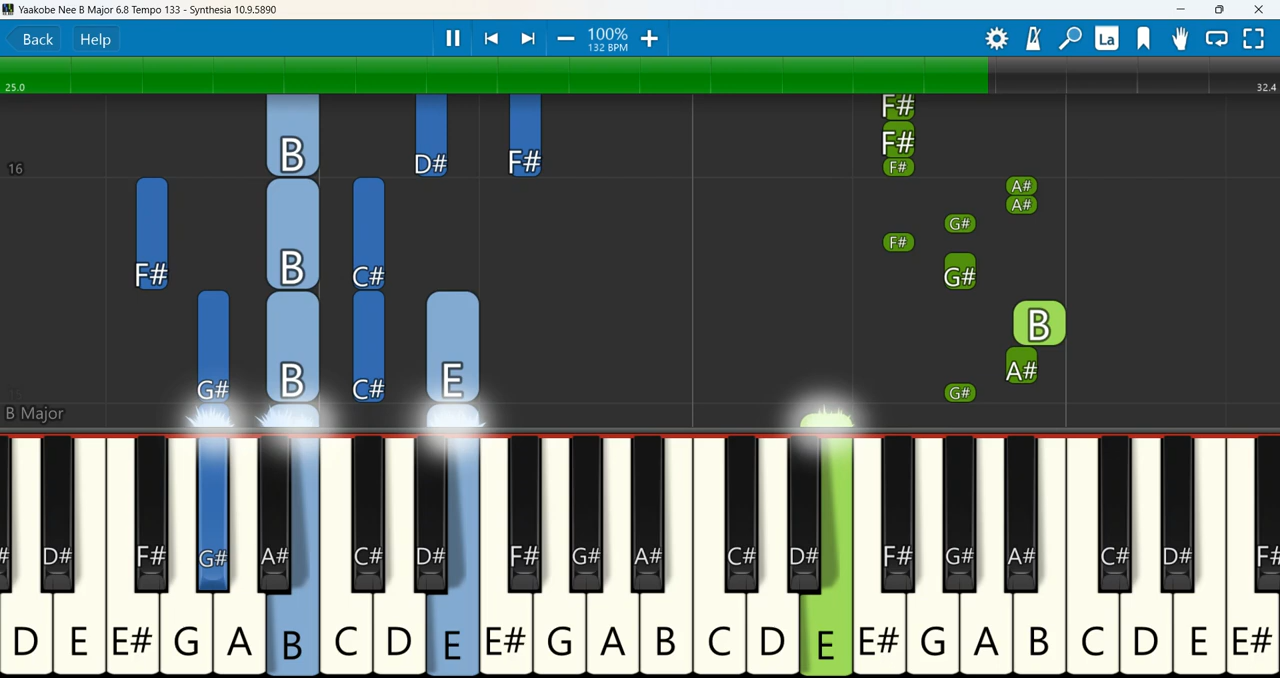 Yaakobe Nee B Major 6.8 Tempo 133 - Synthesia 10.9.5890
Back Help 100% La
132 BPM
25.0 32.4
F#
B D# F# F#
16 F#
A#
A#
G#
F#
F# B C# G#
B
A#
G# B C# E G#
B Major
# D# F# G# A# C# D# F# G# A# C# D# F# G# A# C# D# F#
D E E# G A B C D E E# G A B C D E E# G A B C D E E#